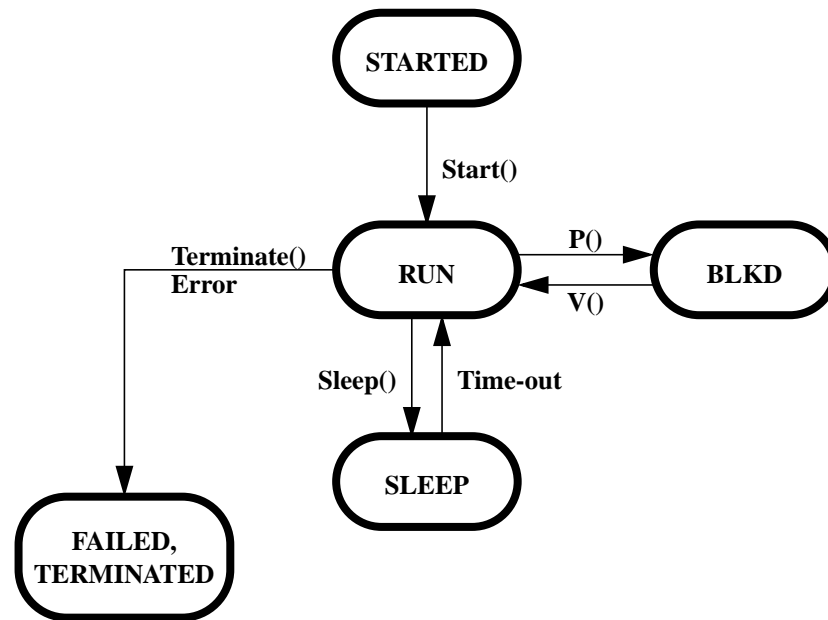 STARTED
Start()
Terminate()
Error
RUN
P()
V()
BLKD
Sleep()
Time-out
SLEEP
FAILED,
TERMINATED